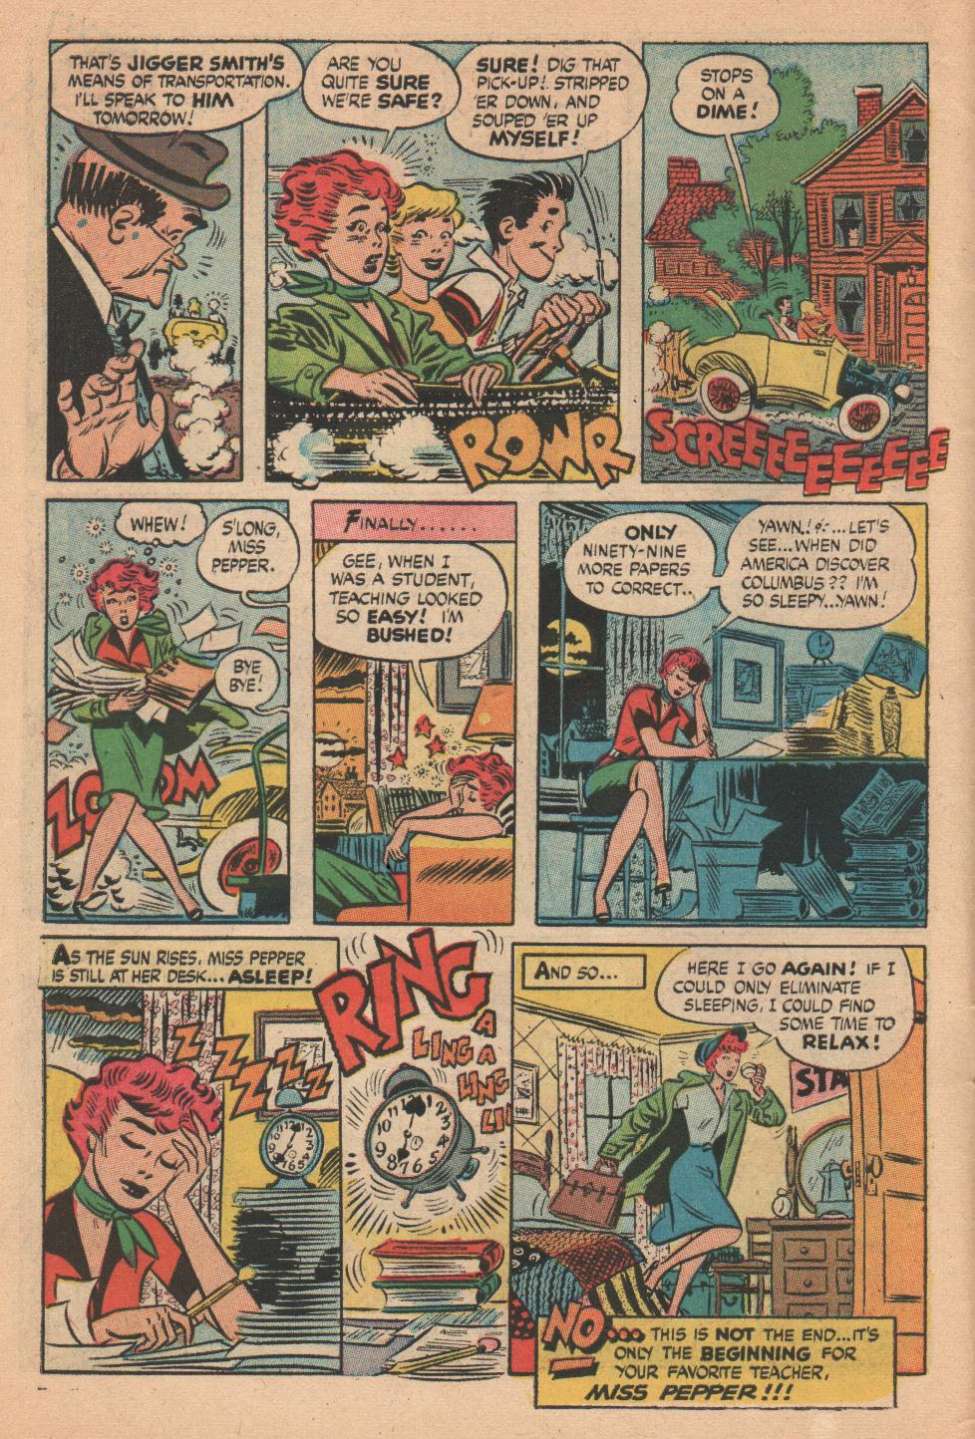 THAT'S JIGGER SMITH'S
MEANS OF TRANSPORTATION.
I'LL SPEAK TO HIM
TOMORROW!
ARE YOU
QUITE SURE
WE'RE SAFE?
SURE! DIG THAT
PICK-UP! STRIPPED
'ER DOWN, AND
SOUPED 'ER UP
MYSELF!
ROWR
STOPS
ON A
DIME!
SCREEEEEEEEEE
WHEW!
S'LONG,
MISS
PEPPER.
BYE
BYE!
ZOOOM
FINALLY......
GEE, WHEN I
WAS A STUDENT,
TEACHING LOOKED
SO EASY! I'M
BUSHED!
ONLY
NINETY-NINE
MORE PAPERS
TO CORRECT..
YAWN!...LET'S
SEE...WHEN DID
AMERICA DISCOVER
COLUMBUS?? I'M
SO SLEEPY...YAWN!
AS THE SUN RISES, MISS PEPPER
IS STILL AT HER DESK... ASLEEP!
Z Z Z Z Z Z Z
RING
A
LING A
LING
LI
AND SO...
HERE I GO AGAIN! IF I
COULD ONLY ELIMINATE
SLEEPING, I COULD FIND
SOME TIME TO
RELAX!
STA
NO... THIS IS NOT THE END...IT'S
ONLY THE BEGINNING FOR
YOUR FAVORITE TEACHER,
MISS PEPPER!!!